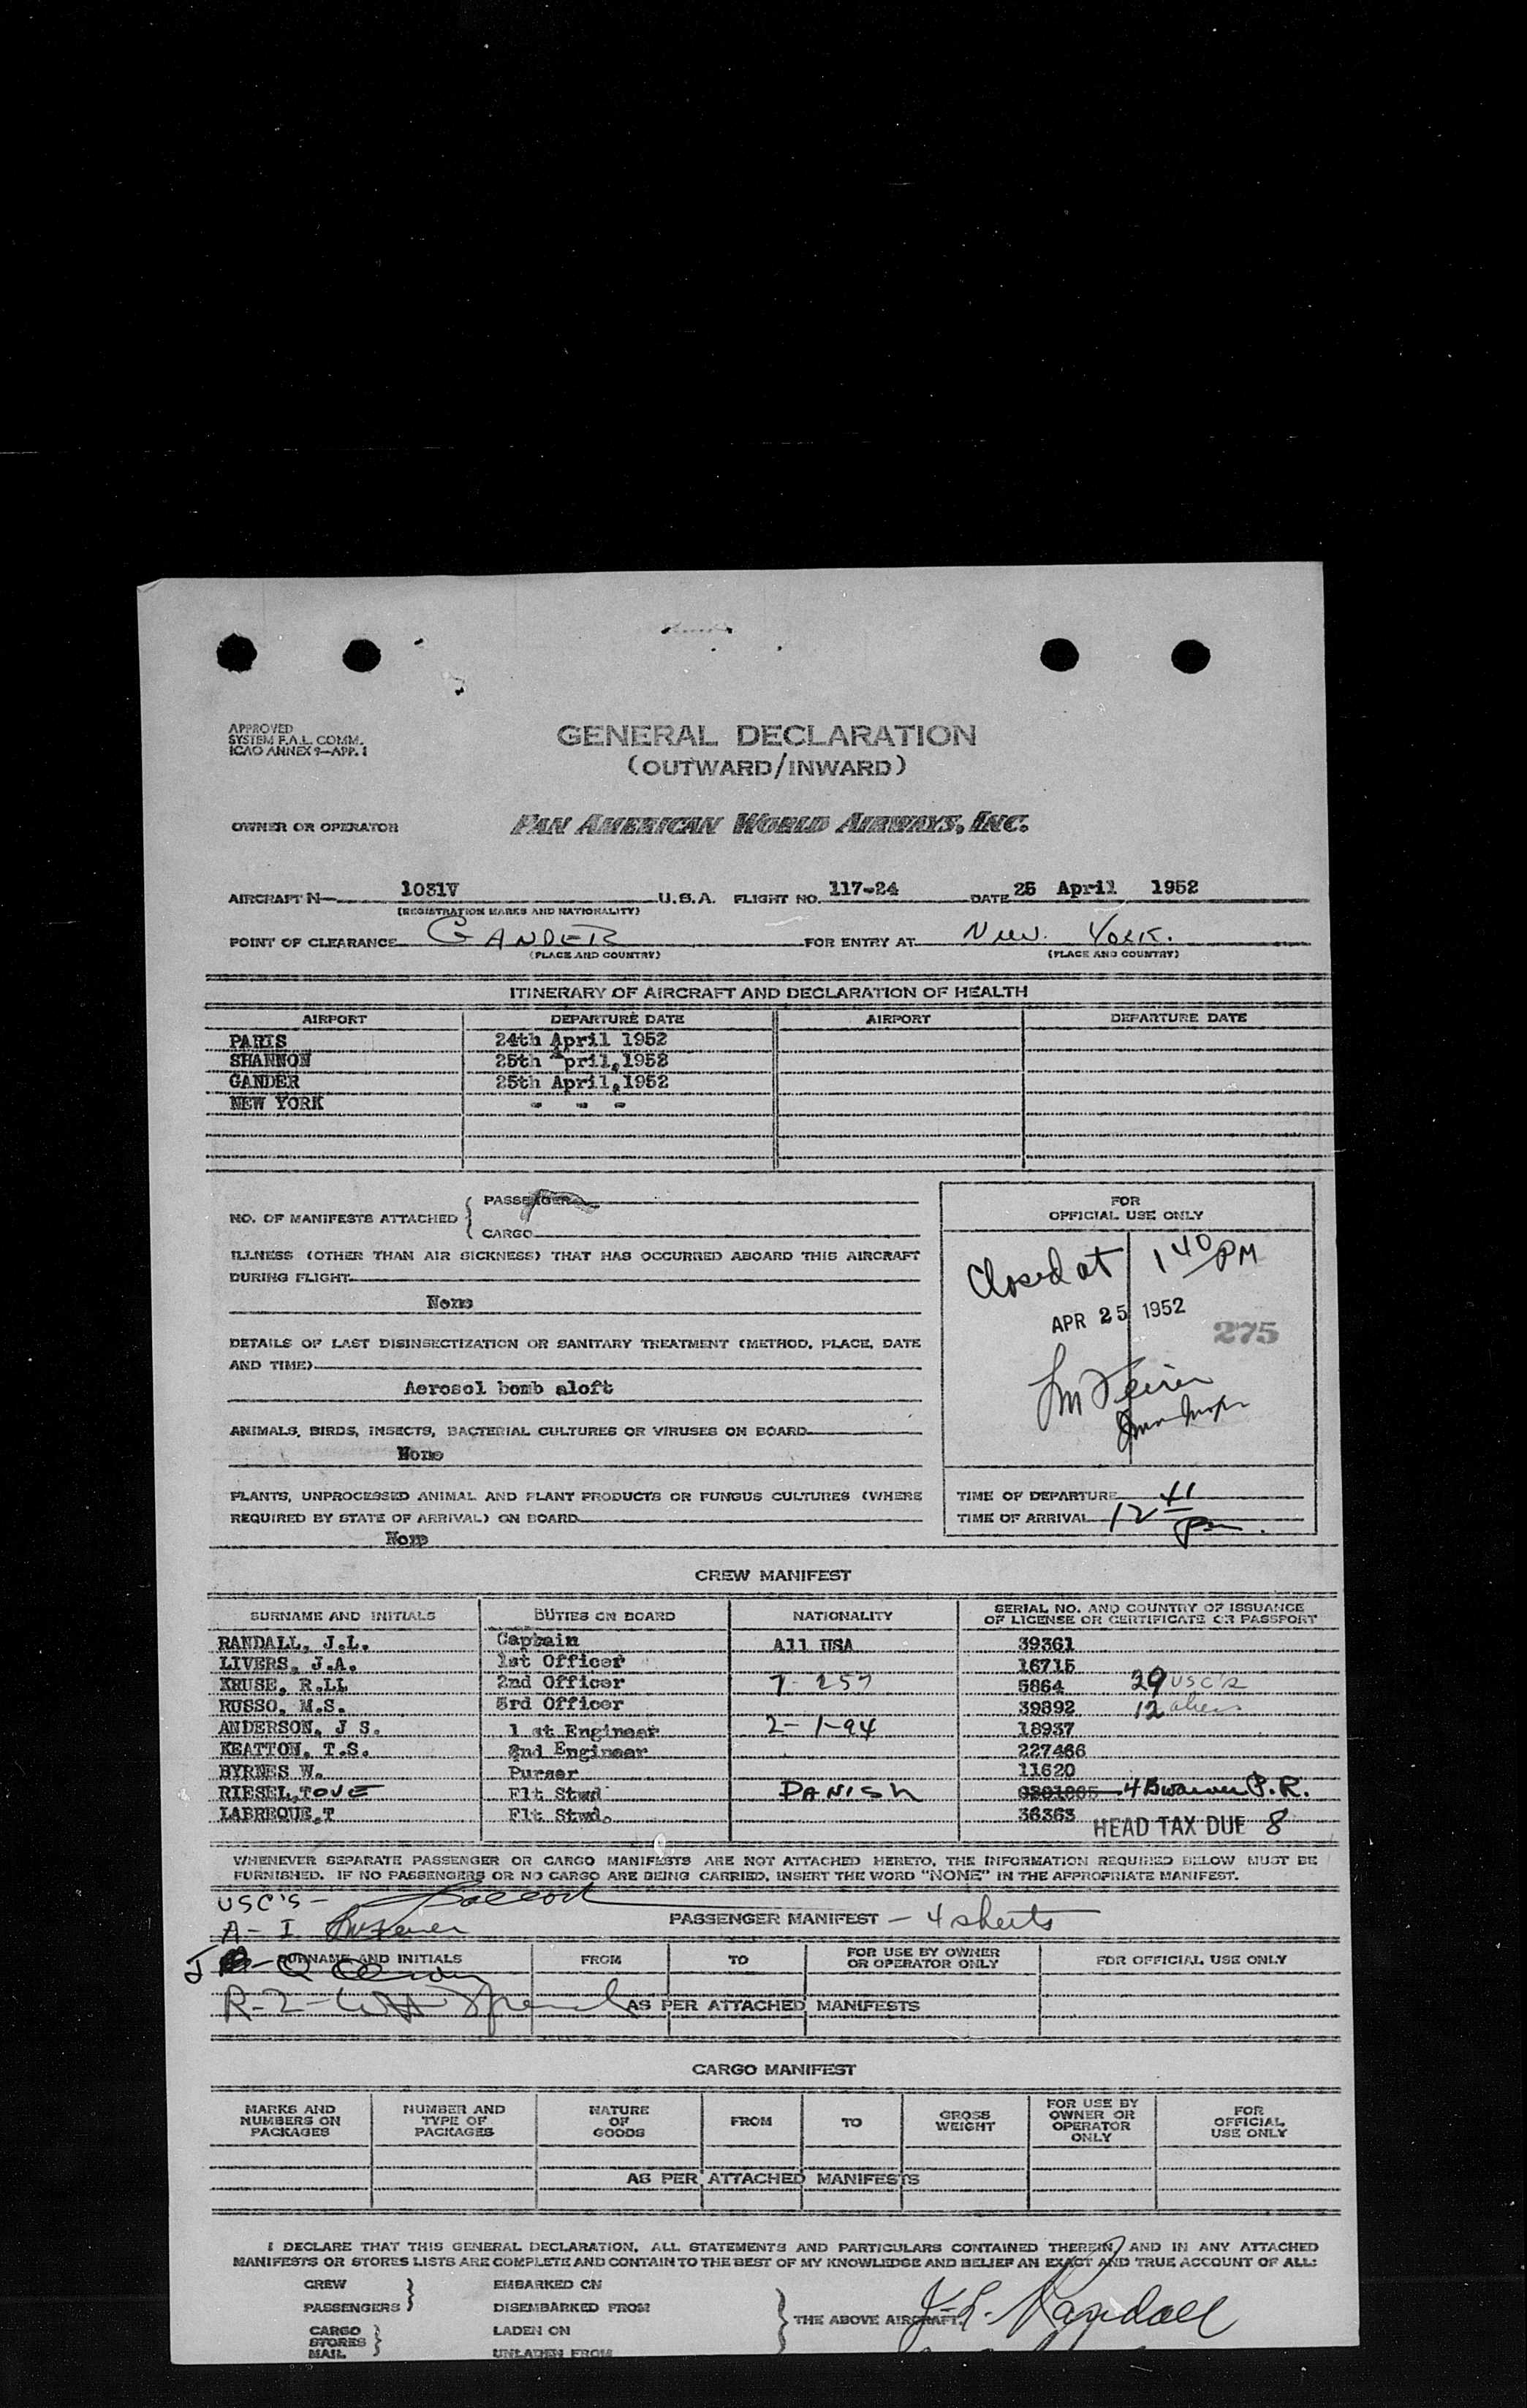 APPROVED
SYSTEM F.A.L. COMM.
ICAO ANNEX 9—APP. 1
GENERAL DECLARATION
(OUTWARD/INWARD)
OWNER OR OPERATOR PAN AMERICAN WORLD AIRWAYS, INC.
AIRCRAFT N— 1031V U.S.A. FLIGHT NO. 117-24 DATE 25 April 1952
(REGISTRATION MARKS AND NATIONALITY)
POINT OF CLEARANCE GANDER FOR ENTRY AT New York.
(PLACE AND COUNTRY) (PLACE AND COUNTRY)
ITINERARY OF AIRCRAFT AND DECLARATION OF HEALTH
AIRPORT DEPARTURE DATE AIRPORT DEPARTURE DATE
PARIS 24th April 1952
SHANNON 25th April,1952
GANDER 25th April,1952
NEW YORK " " "
NO. OF MANIFESTS ATTACHED { PASSENGER
CARGO
ILLNESS (OTHER THAN AIR SICKNESS) THAT HAS OCCURRED ABOARD THIS AIRCRAFT
DURING FLIGHT
None
DETAILS OF LAST DISINSECTIZATION OR SANITARY TREATMENT (METHOD, PLACE, DATE
AND TIME)
Aerosol bomb aloft
ANIMALS, BIRDS, INSECTS, BACTERIAL CULTURES OR VIRUSES ON BOARD
None
PLANTS, UNPROCESSED ANIMAL AND PLANT PRODUCTS OR FUNGUS CULTURES (WHERE
REQUIRED BY STATE OF ARRIVAL) ON BOARD
None
FOR
OFFICIAL USE ONLY
Closed at 1 40 PM
APR 25 1952
275
TIME OF DEPARTURE
TIME OF ARRIVAL 12 41 pm.
CREW MANIFEST
SURNAME AND INITIALS DUTIES ON BOARD NATIONALITY SERIAL NO. AND COUNTRY OF ISSUANCE
OF LICENSE OR CERTIFICATE OR PASSPORT
RANDALL, J.L. Captain All USA 39361
LIVERS, J.A. 1st Officer 16715
KRUSE, R.LL 2nd Officer 7-257 5864 29 USC's
RUSSO, M.S. 3rd Officer 39892 12 aliens
ANDERSON, J S. 1 st Engineer 2-1-94 18937
KEATTON, T.S. 2nd Engineer 227466
BYRNES W. Purser 11620
RIESEL, TOVE Flt Stwd DANISH P.R.
LABREQUE,T Flt Stwd. 36363
HEAD TAX DUE 8
WHENEVER SEPARATE PASSENGER OR CARGO MANIFESTS ARE NOT ATTACHED HERETO, THE INFORMATION REQUIRED BELOW MUST BE
FURNISHED. IF NO PASSENGERS OR NO CARGO ARE BEING CARRIED, INSERT THE WORD "NONE" IN THE APPROPRIATE MANIFEST.
USC'S -
A - I
PASSENGER MANIFEST - 4 sheets
SURNAME AND INITIALS FROM TO FOR USE BY OWNER
OR OPERATOR ONLY FOR OFFICIAL USE ONLY
R-2-
AS PER ATTACHED MANIFESTS
CARGO MANIFEST
MARKS AND
NUMBERS ON
PACKAGES
NUMBER AND
TYPE OF
PACKAGES
NATURE
OF
GOODS
FROM
TO
GROSS
WEIGHT
FOR USE BY
OWNER OR
OPERATOR
ONLY
FOR
OFFICIAL
USE ONLY
AS PER ATTACHED MANIFESTS
I DECLARE THAT THIS GENERAL DECLARATION, ALL STATEMENTS AND PARTICULARS CONTAINED THEREIN, AND IN ANY ATTACHED
MANIFESTS OR STORES LISTS ARE COMPLETE AND CONTAIN TO THE BEST OF MY KNOWLEDGE AND BELIEF AN EXACT AND TRUE ACCOUNT OF ALL:
CREW EMBARKED ON
PASSENGERS DISEMBARKED FROM
CARGO LADEN ON
STORES
MAIL UNLADEN FROM
THE ABOVE AIRCRAFT. J. L. Randall